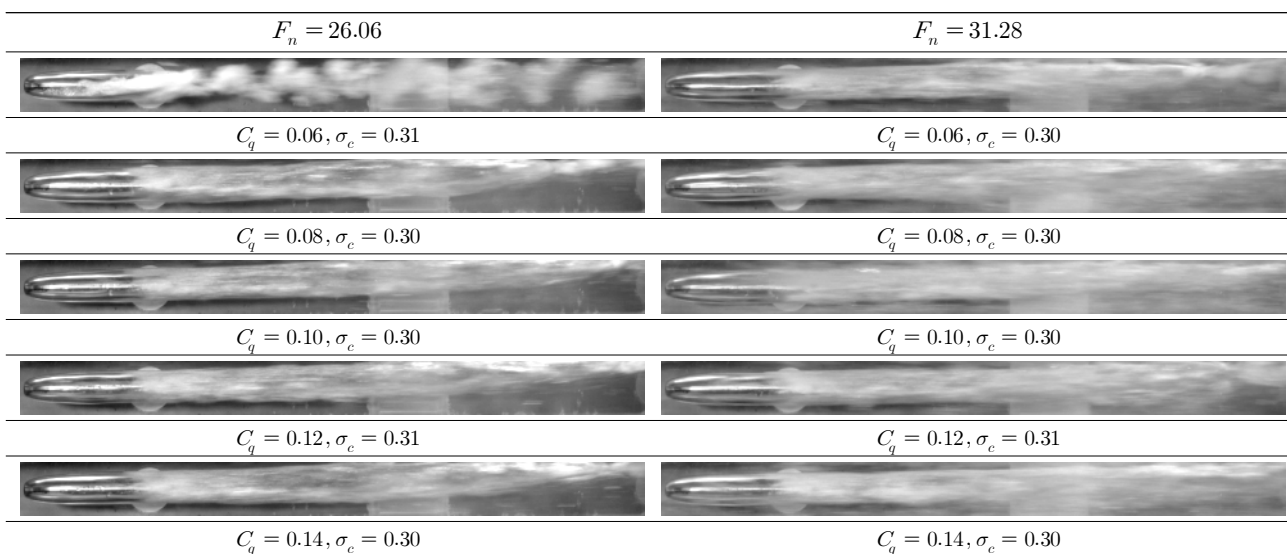 F_n = 26.06 F_n = 31.28
C_q = 0.06, σ_c = 0.31 C_q = 0.06, σ_c = 0.30
C_q = 0.08, σ_c = 0.30 C_q = 0.08, σ_c = 0.30
C_q = 0.10, σ_c = 0.30 C_q = 0.10, σ_c = 0.30
C_q = 0.12, σ_c = 0.31 C_q = 0.12, σ_c = 0.31
C_q = 0.14, σ_c = 0.30 C_q = 0.14, σ_c = 0.30